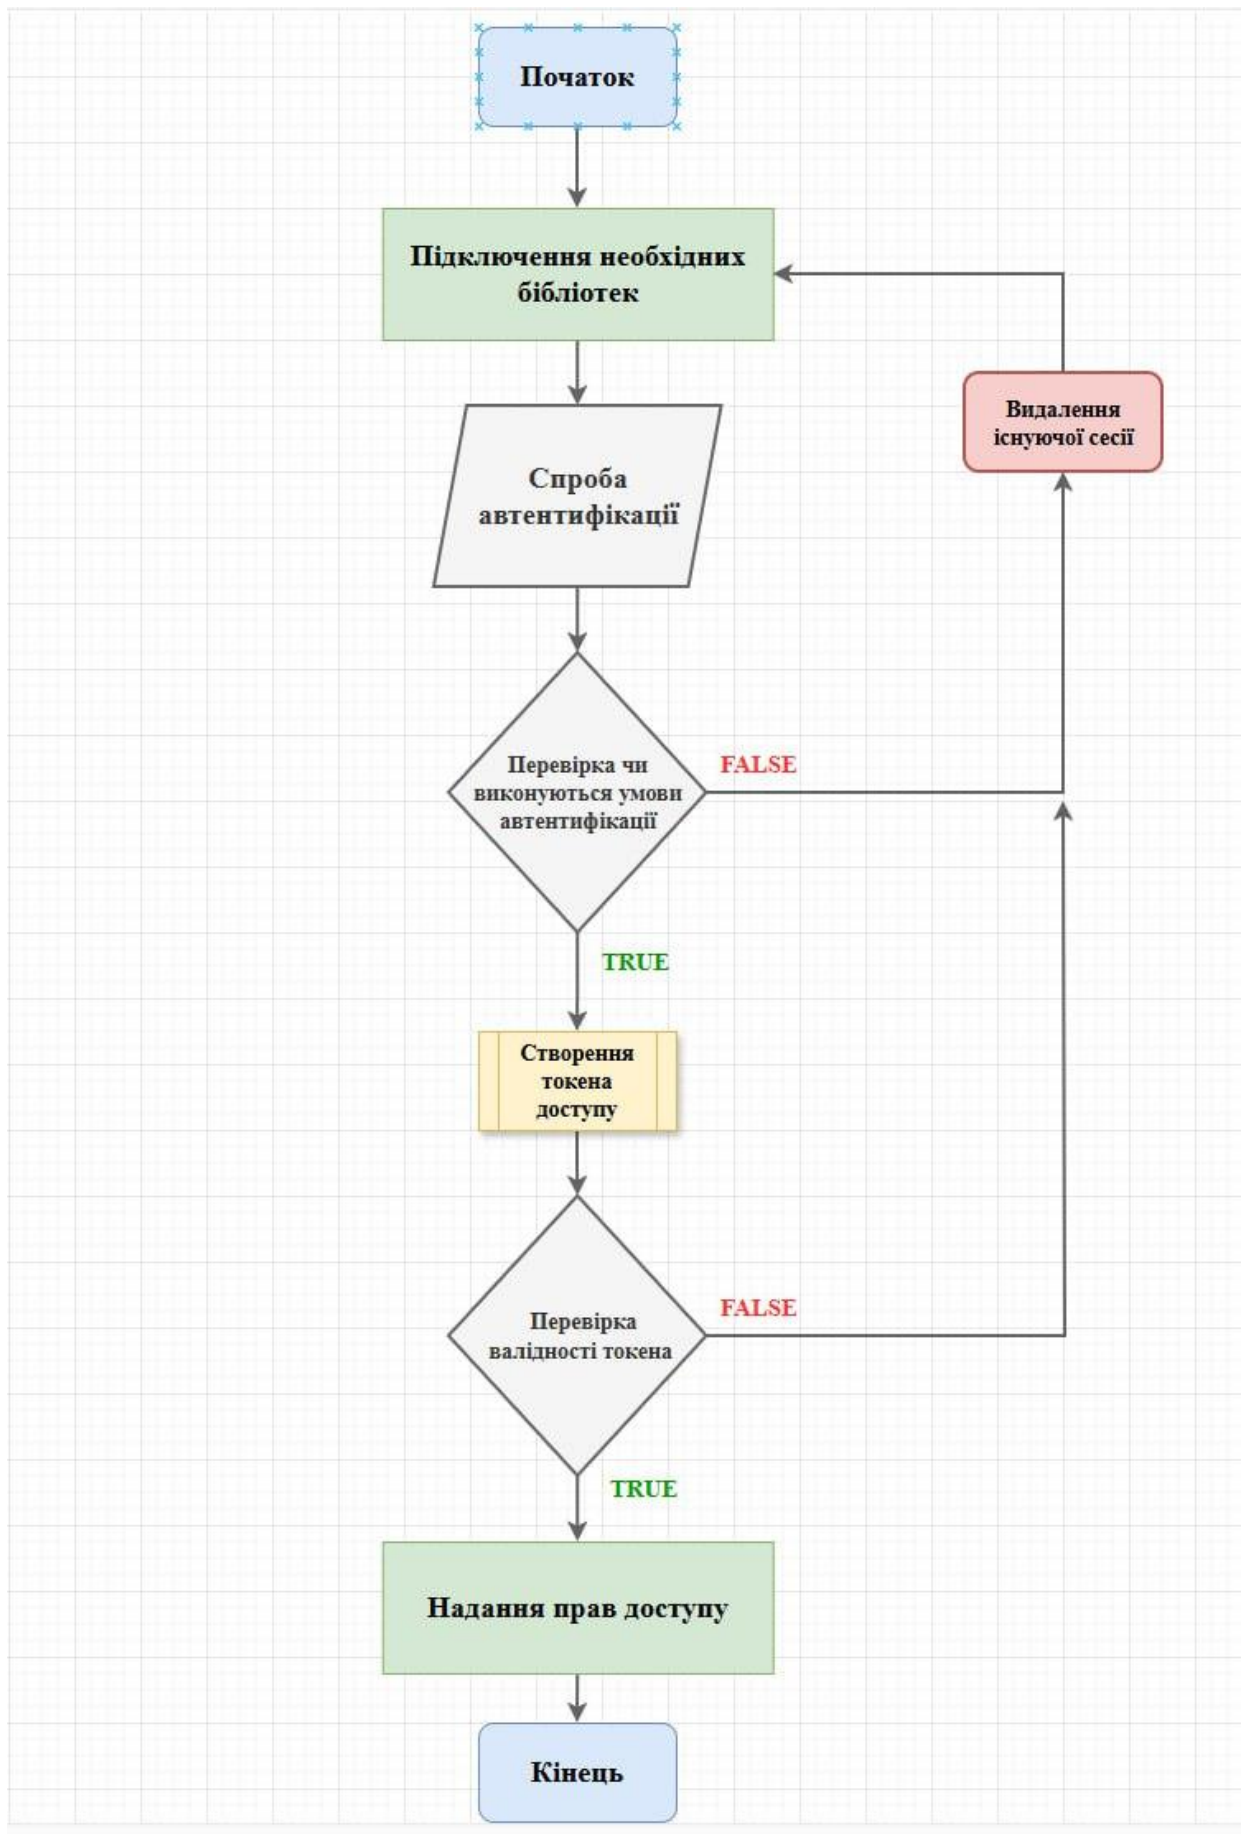 Початок
Підключення необхідних
бібліотек
Видалення
існуючої сесії
Спроба
автентифікації
Перевірка чи
виконуються умови
автентифікації
FALSE
TRUE
Створення
токена
доступу
Перевірка
валідності токена
FALSE
TRUE
Надання прав доступу
Кінець